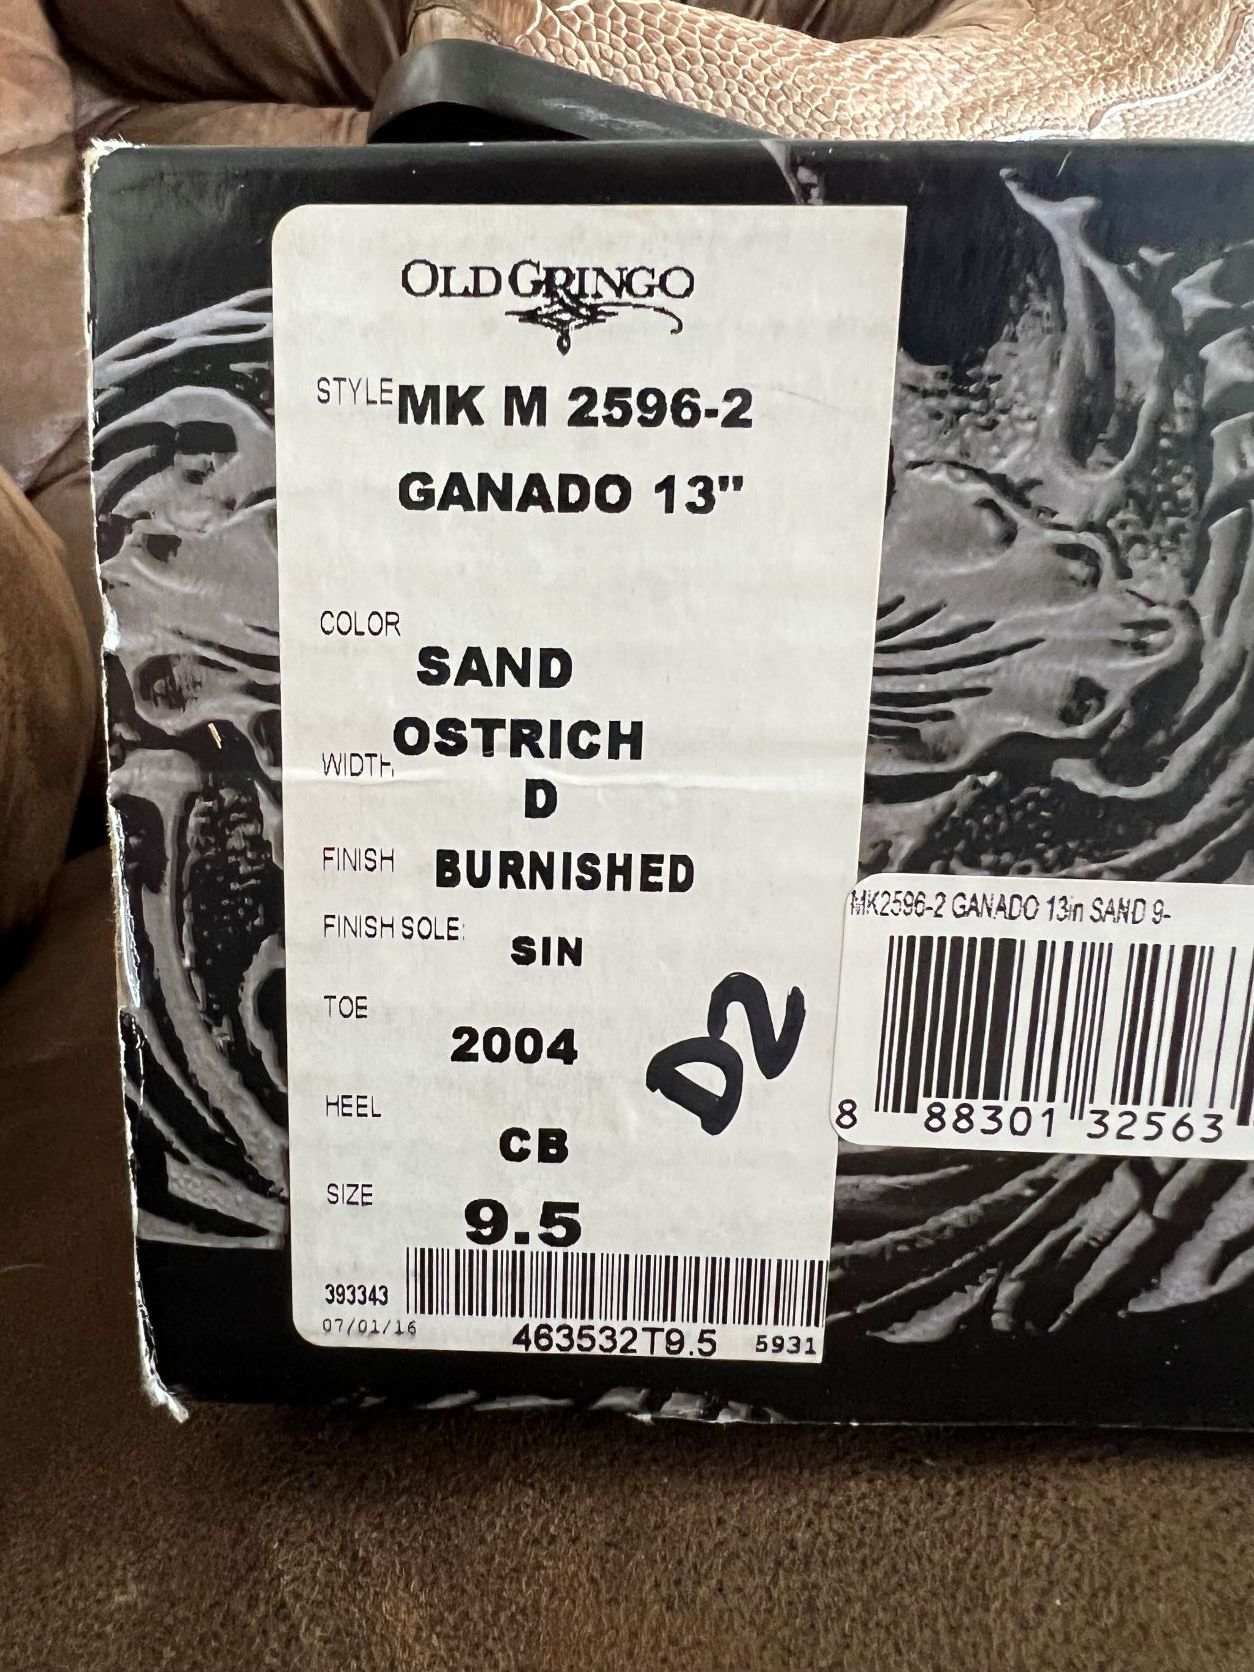 OLD GRINGO
STYLE MK M 2596-2
GANADO 13"
COLOR
SAND
OSTRICH
WIDTH
D
FINISH BURNISHED
FINISH SOLE: SIN
TOE
2004
D2
HEEL
CB
SIZE
9.5
393343
07/01/16 463532T9.5 5931
MK2596-2 GANADO 13in SAND 9-
8 88301 32563